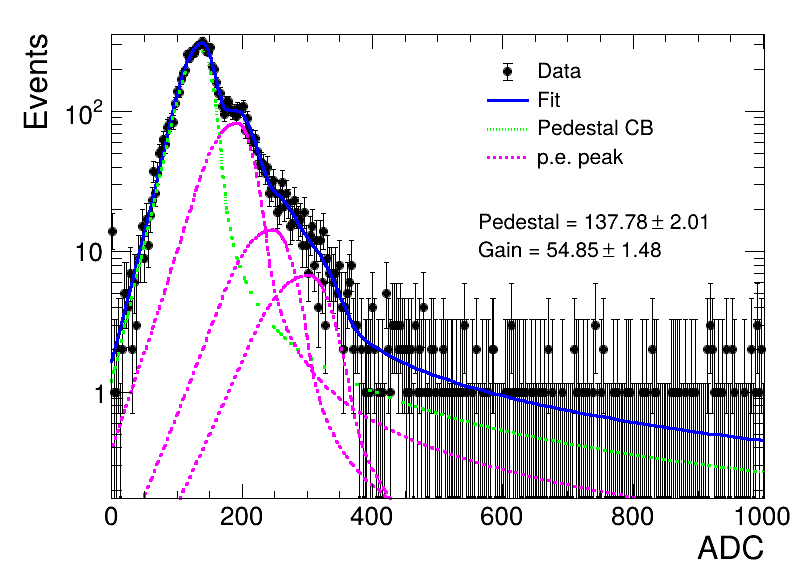 Events
10²
10
1
Data
Fit
Pedestal CB
p.e. peak
Pedestal = 137.78 ± 2.01
Gain = 54.85 ± 1.48
0 200 400 600 800 1000
ADC